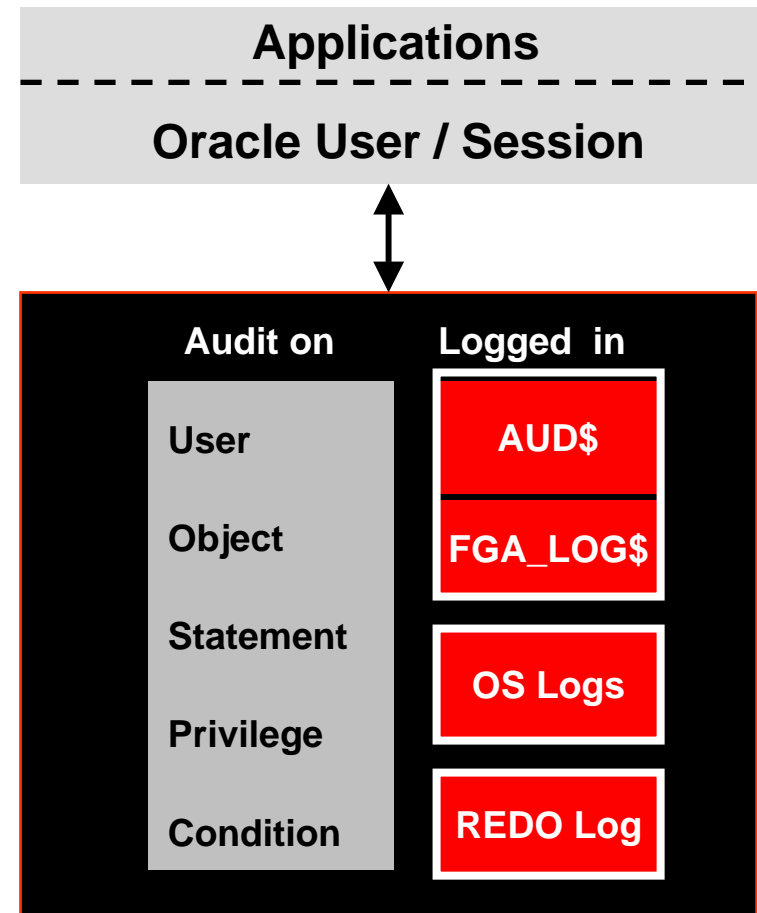 Applications
Oracle User / Session
Audit on
User
Object
Statement
Privilege
Condition
Logged in
AUD$
FGA_LOG$
OS Logs
REDO Log